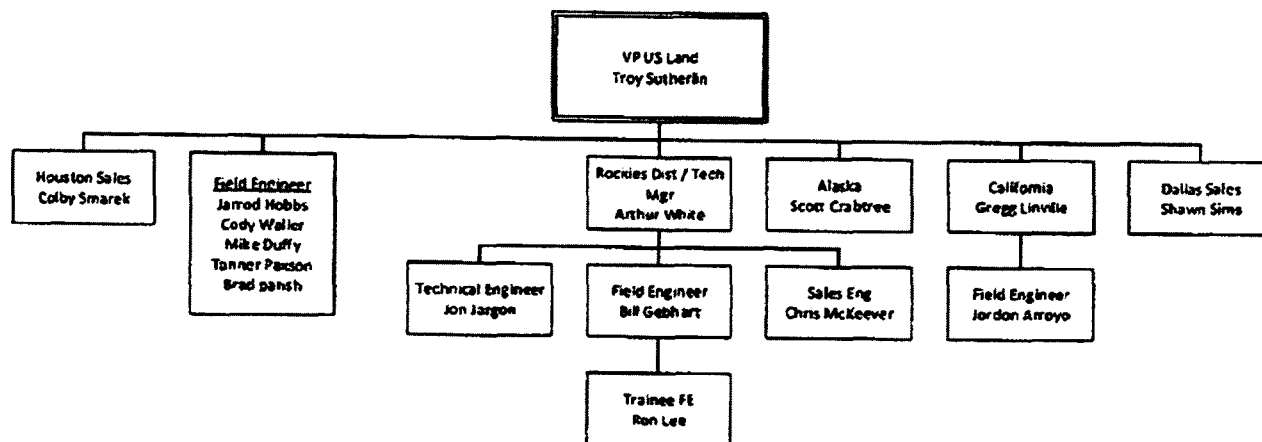 VP US Land
Troy Sutherlin
Houston Sales
Colby Smarek
Field Engineer
Jarrod Hobbs
Cody Waller
Mike Duffy
Tanner Paxson
Brad parish
Rockies Dist / Tech
Mgr
Arthur White
Alaska
Scott Crabtree
California
Gregg Linville
Dallas Sales
Shawn Sims
Technical Engineer
Jon Jargon
Field Engineer
Bill Gebhart
Sales Eng
Chris McKeever
Field Engineer
Jordon Arroyo
Trainee FE
Ron Lee